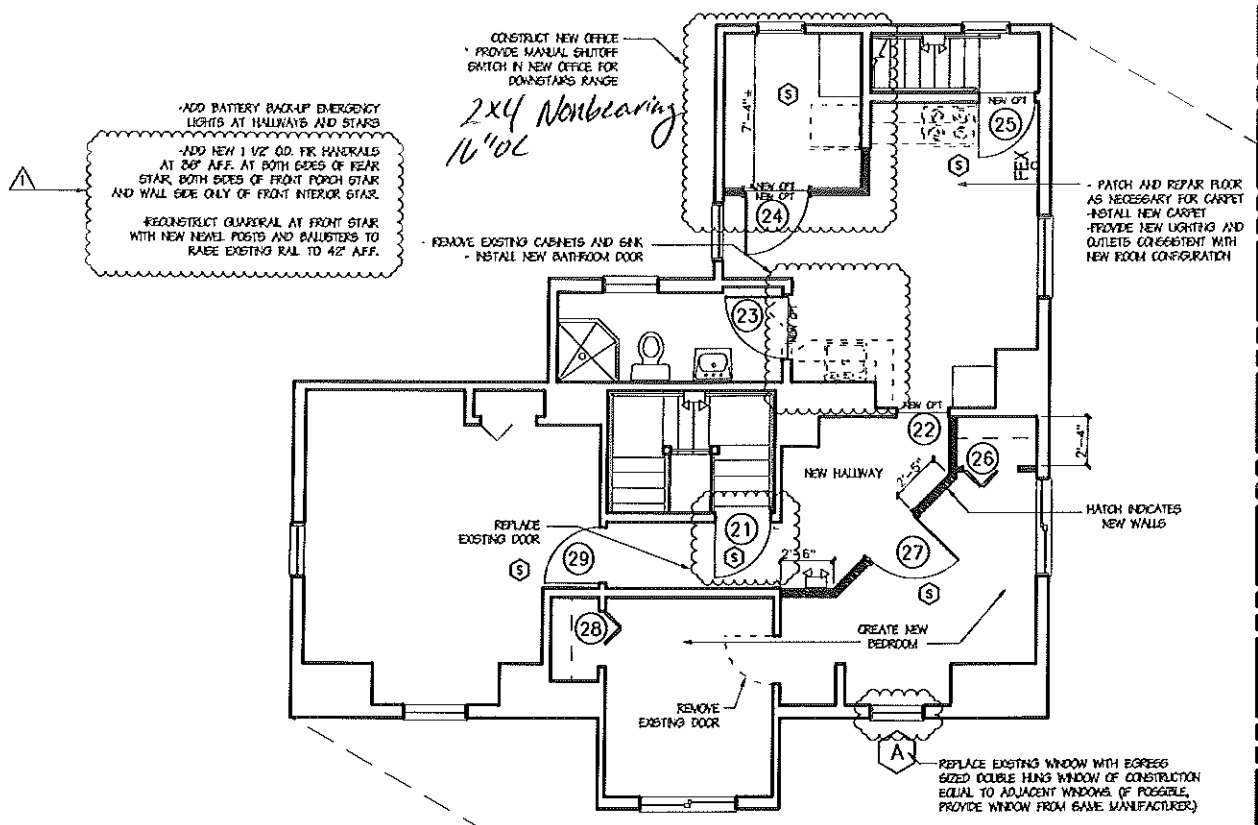 CONSTRUCT NEW OFFICE
- PROVIDE MANUAL SHUTOFF
SWITCH IN NEW OFFICE FOR
DOWNSTAIRS RANGE
2x4 Nonbearing
16"OC
-ADD BATTERY BACK-UP EMERGENCY
LIGHTS AT HALLWAYS AND STAIRS
-ADD NEW 1 1/2" O.D. FIR HANDRAILS
AT 36" A.F.F. AT BOTH SIDES OF REAR
STAIR, BOTH SIDES OF FRONT PORCH STAIR
AND WALL SIDE ONLY OF FRONT INTERIOR STAIR.
-RECONSTRUCT GUARDRAIL AT FRONT STAIR
WITH NEW NEWEL POSTS AND BALUSTERS TO
RAISE EXISTING RAIL TO 42" A.F.F.
1
7'-4" ±
S
NEW CPT
25
S
FEX
NEW CPT
NEW CPT
24
- PATCH AND REPAIR FLOOR
AS NECESSARY FOR CARPET
-INSTALL NEW CARPET
-PROVIDE NEW LIGHTING AND
OUTLETS CONSISTENT WITH
NEW ROOM CONFIGURATION
- REMOVE EXISTING CABINETS AND SINK
- INSTALL NEW BATHROOM DOOR
23
NEW CPT
NEW CPT
22
NEW HALLWAY
2'-5"
26
2'-4"
HATCH INDICATES
NEW WALLS
REPLACE
EXISTING DOOR
21
S
29
S
2'-6"
27
S
28
CREATE NEW
BEDROOM
REMOVE
EXISTING DOOR
A
REPLACE EXISTING WINDOW WITH EGRESS
SIZED DOUBLE HUNG WINDOW OF CONSTRUCTION
EQUAL TO ADJACENT WINDOWS. (IF POSSIBLE,
PROVIDE WINDOW FROM SAME MANUFACTURER)